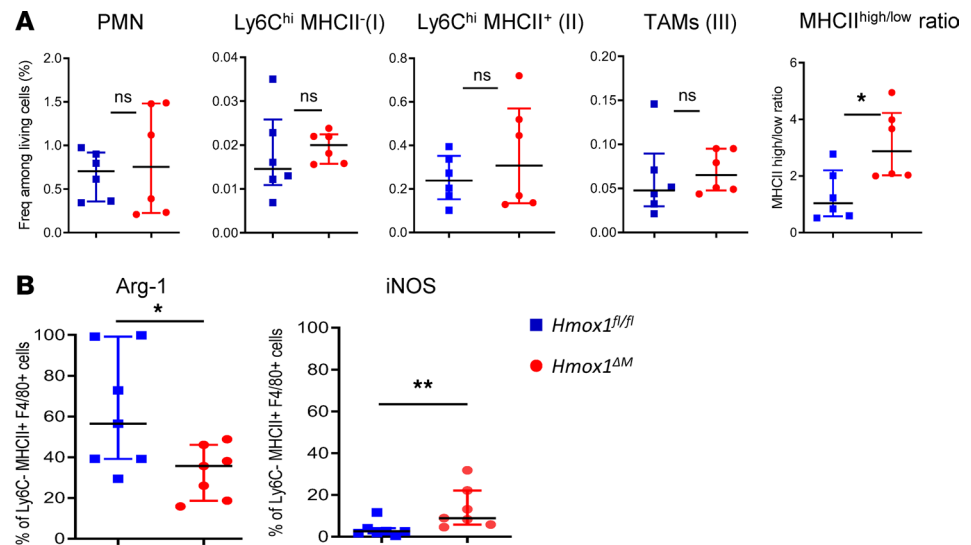 A
PMN
Ly6Cʰⁱ MHCII⁻(I)
Ly6Cʰⁱ MHCII⁺ (II)
TAMs (III)
MHCIIʰⁱᵍʰ/ˡᵒʷ ratio
Freq among living cells (%)
2.0
1.5
1.0
0.5
0.0
ns
0.04
0.03
0.02
0.01
0.00
ns
0.8
0.6
0.4
0.2
0.0
ns
0.20
0.15
0.10
0.05
0.00
ns
MHCII high/low ratio
6
4
2
0
*
B
Arg-1
iNOS
% of Ly6C- MHCII+ F4/80+ cells
100
80
60
40
20
0
*
% of Ly6C- MHCII+ F4/80+ cells
100
80
60
40
20
0
**
Hmox1ᶠˡ/ᶠˡ
Hmox1ᐃᴹ